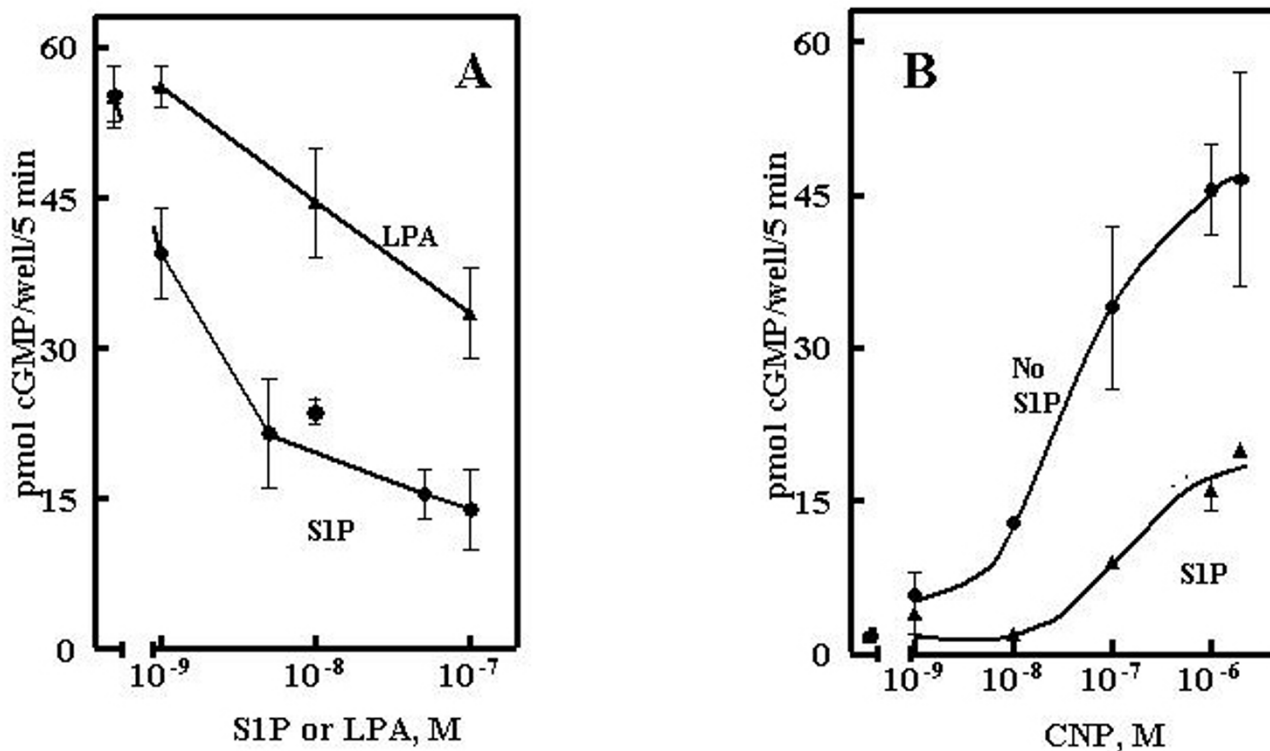 A
pmol cGMP/well/5 min
60
45
30
15
0
LPA
S1P
10-9
10-8
10-7
S1P or LPA, M
B
pmol cGMP/well/5 min
60
45
30
15
0
No
S1P
S1P
10-9
10-8
10-7
10-6
CNP, M